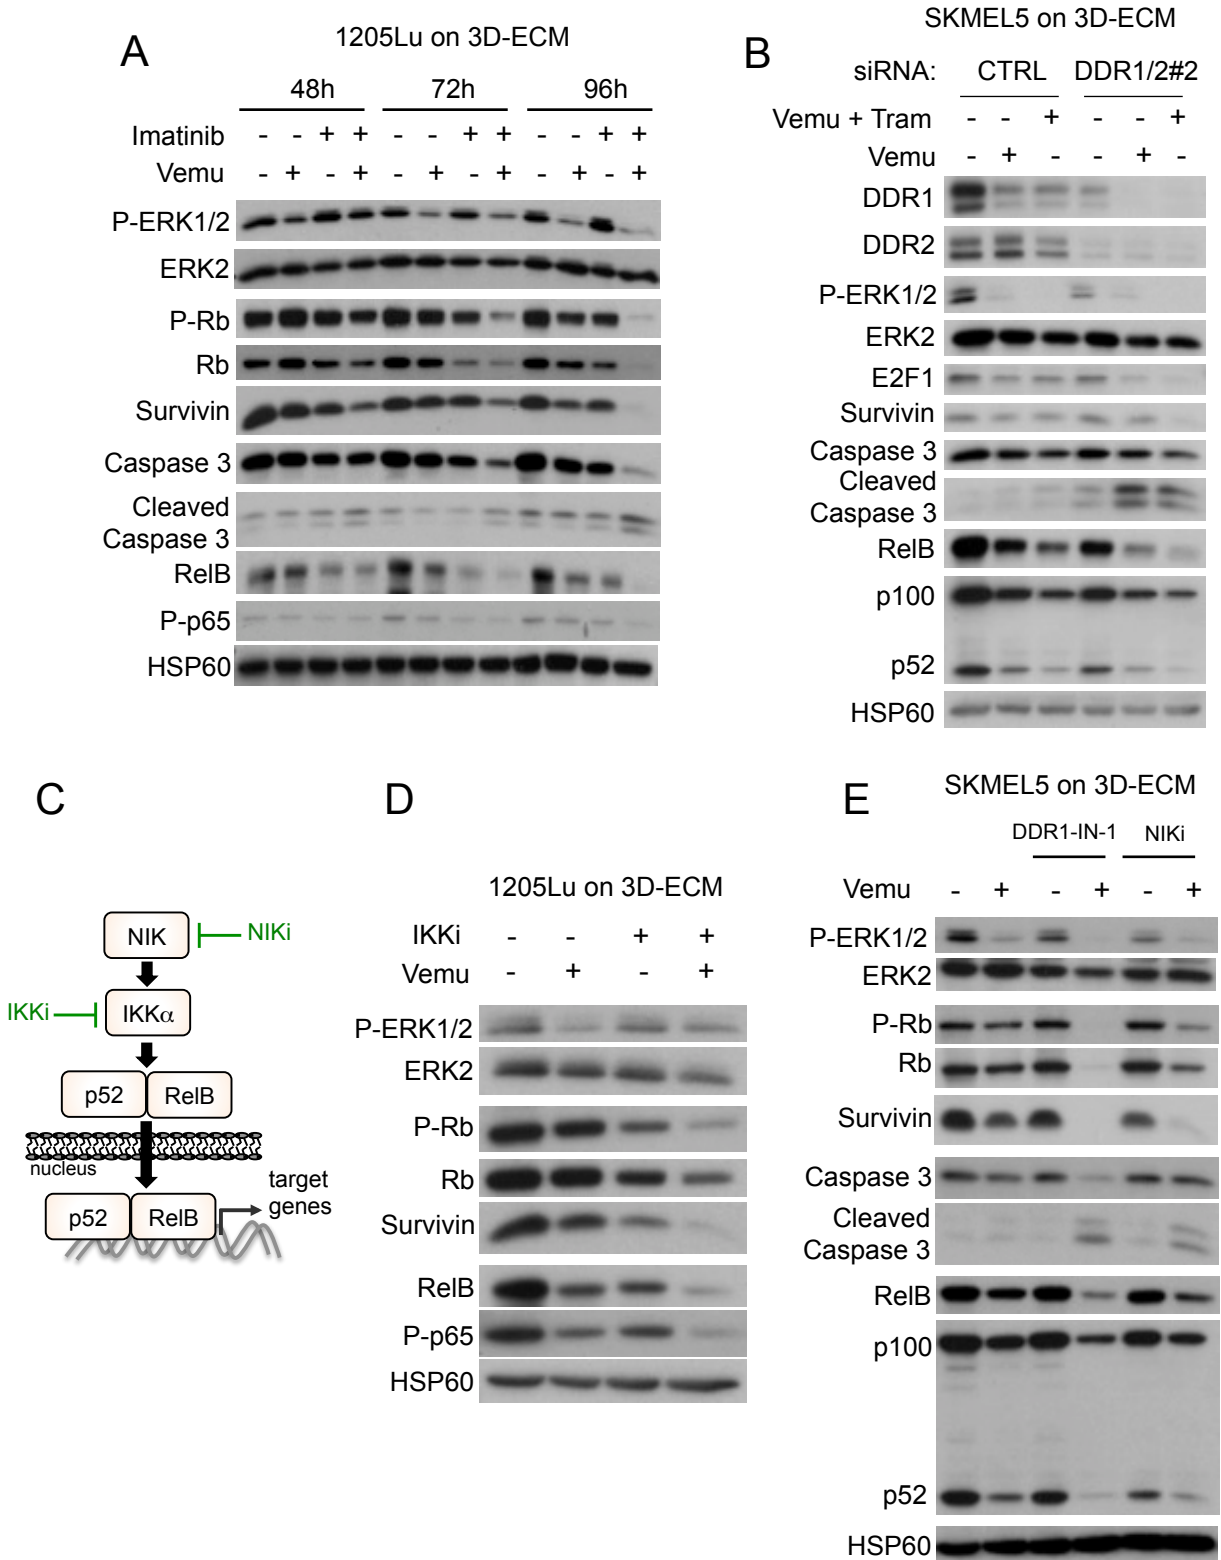 A
1205Lu on 3D-ECM
48h 72h 96h
Imatinib - - + + - - + + - - + +
Vemu - + - + - + - + - + - +
P-ERK1/2
ERK2
P-Rb
Rb
Survivin
Caspase 3
Cleaved
Caspase 3
RelB
P-p65
HSP60
B
SKMEL5 on 3D-ECM
siRNA: CTRL DDR1/2#2
Vemu + Tram - - + - - +
Vemu - + - - + -
DDR1
DDR2
P-ERK1/2
ERK2
E2F1
Survivin
Caspase 3
Cleaved
Caspase 3
RelB
p100
p52
HSP60
C
NIK
NIKi
IKKi
IKKα
p52 RelB
nucleus
target
genes
p52 RelB
D
1205Lu on 3D-ECM
IKKi - - + +
Vemu - + - +
P-ERK1/2
ERK2
P-Rb
Rb
Survivin
RelB
P-p65
HSP60
E
SKMEL5 on 3D-ECM
DDR1-IN-1 NIKi
Vemu - + - + - +
P-ERK1/2
ERK2
P-Rb
Rb
Survivin
Caspase 3
Cleaved
Caspase 3
RelB
p100
p52
HSP60